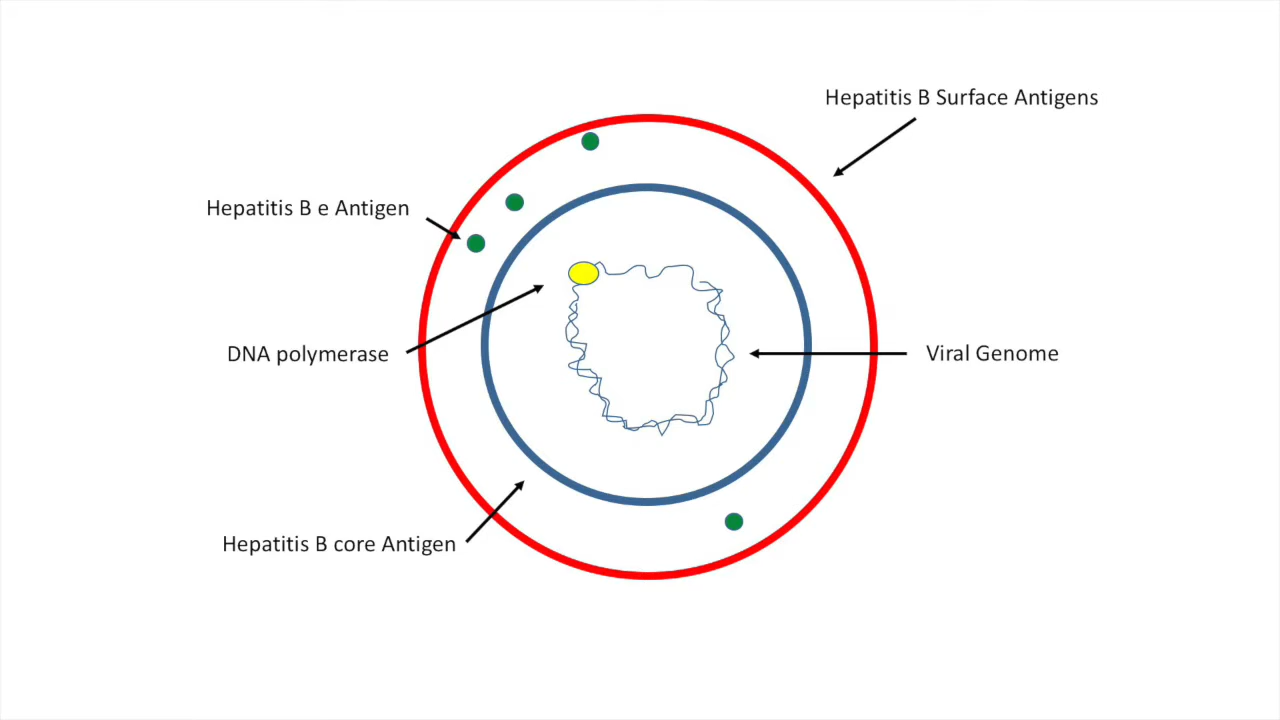 Hepatitis B Surface Antigens
Hepatitis B e Antigen
DNA polymerase
Viral Genome
Hepatitis B core Antigen